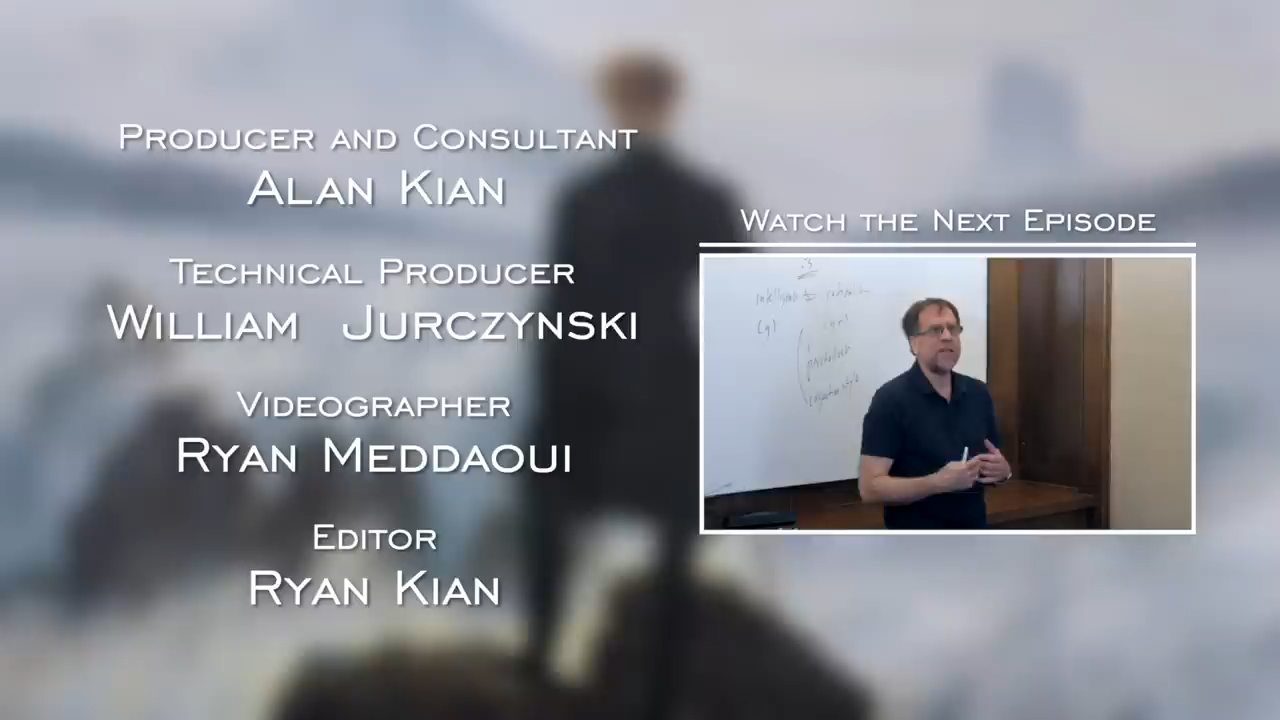 Producer and Consultant
Alan Kian
Technical Producer
William Jurczynski
Videographer
Ryan Meddaoui
Editor
Ryan Kian
Watch the Next Episode